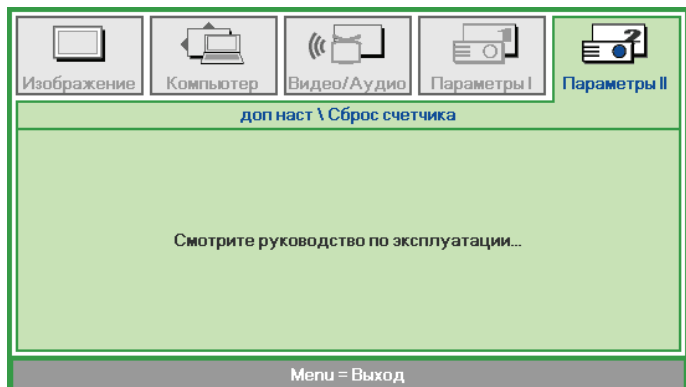 Изображение
Компьютер
Видео/Аудио
Параметры I
Параметры II
доп наст \ Сброс счетчика
Смотрите руководство по эксплуатации...
Menu = Выход